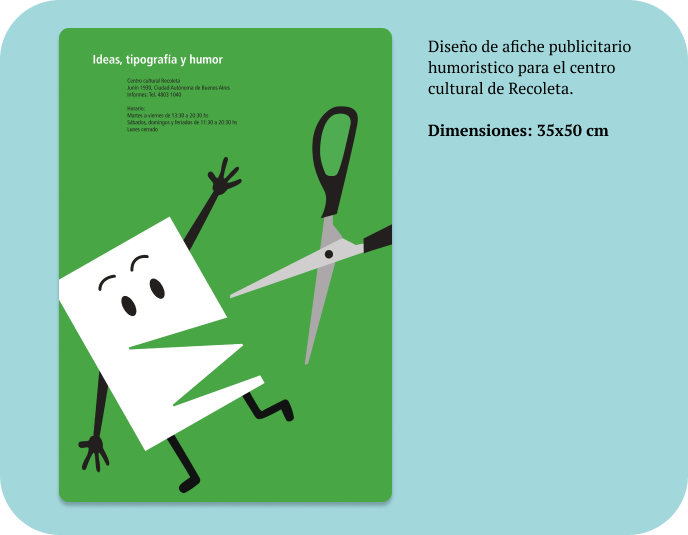 Ideas, tipografía y humor
Centro cultural Recoleta
Junín 1930, Ciudad Autónoma de Buenos Aires
Informes: Tel: 4803 1040
Horario:
Martes a viernes de 13:30 a 20:30 hs
Sábados, domingos y feriados de 11:30 a 20:30 hs
Lunes cerrado
Diseño de afiche publicitario
humoristico para el centro
cultural de Recoleta.
Dimensiones: 35x50 cm